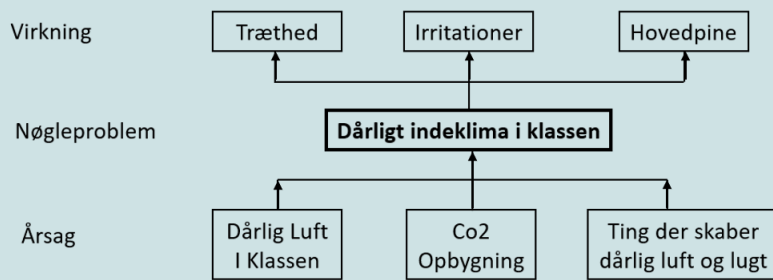 Virkning
Træthed
Irritationer
Hovedpine
Nøgleproblem
Dårligt indeklima i klassen
Årsag
Dårlig Luft
I Klassen
Co2
Opbygning
Ting der skaber
dårlig luft og lugt